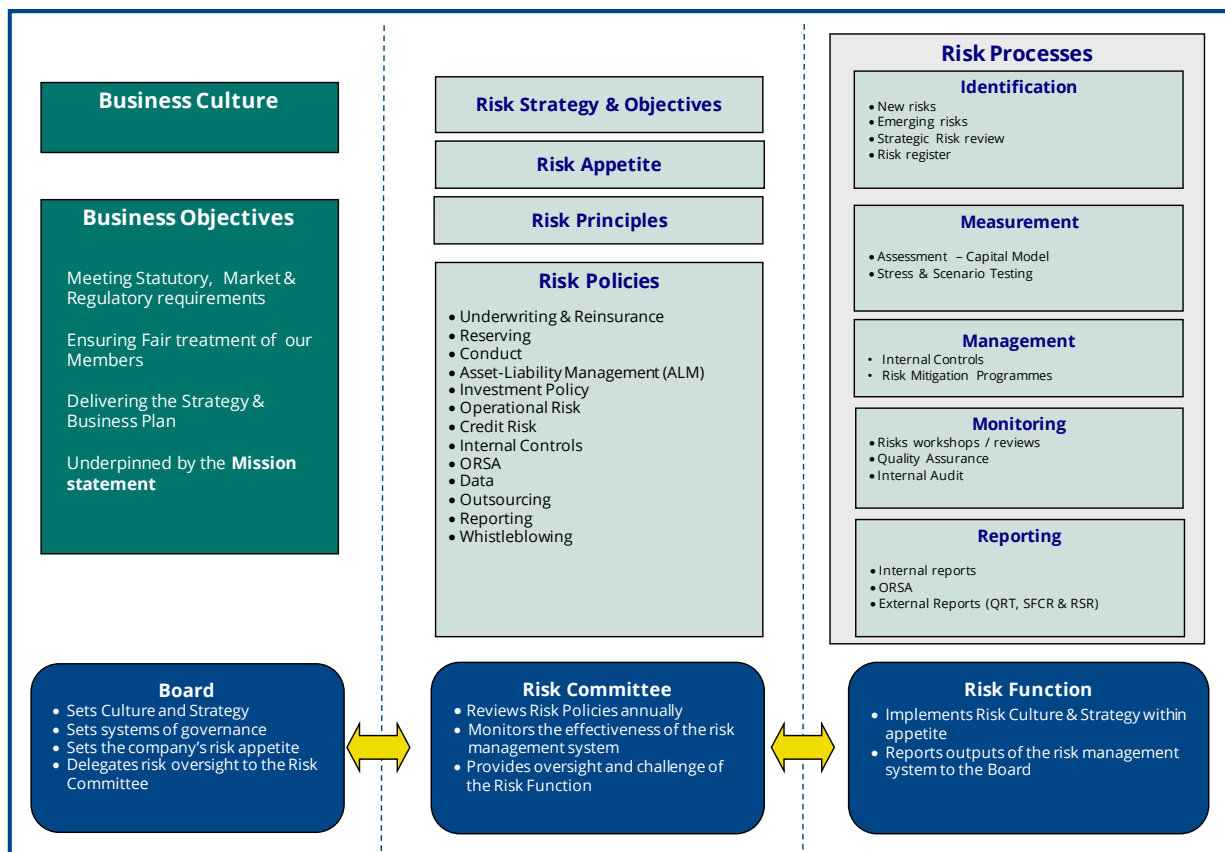 Business Culture
Business Objectives
Meeting Statutory, Market &
Regulatory requirements
Ensuring Fair treatment of our
Members
Delivering the Strategy &
Business Plan
Underpinned by the Mission
statement
Risk Strategy & Objectives
Risk Appetite
Risk Principles
Risk Policies
• Underwriting & Reinsurance
• Reserving
• Conduct
• Asset-Liability Management (ALM)
• Investment Policy
• Operational Risk
• Credit Risk
• Internal Controls
• ORSA
• Data
• Outsourcing
• Reporting
• Whistleblowing
Risk Processes
Identification
• New risks
• Emerging risks
• Strategic Risk review
• Risk register
Measurement
• Assessment – Capital Model
• Stress & Scenario Testing
Management
• Internal Controls
• Risk Mitigation Programmes
Monitoring
• Risks workshops / reviews
• Quality Assurance
• Internal Audit
Reporting
• Internal reports
• ORSA
• External Reports (QRT, SFCR & RSR)
Board
• Sets Culture and Strategy
• Sets systems of governance
• Sets the company's risk appetite
• Delegates risk oversight to the Risk
Committee
Risk Committee
• Reviews Risk Policies annually
• Monitors the effectiveness of the risk
management system
• Provides oversight and challenge of
the Risk Function
Risk Function
• Implements Risk Culture & Strategy within
appetite
• Reports outputs of the risk management
system to the Board